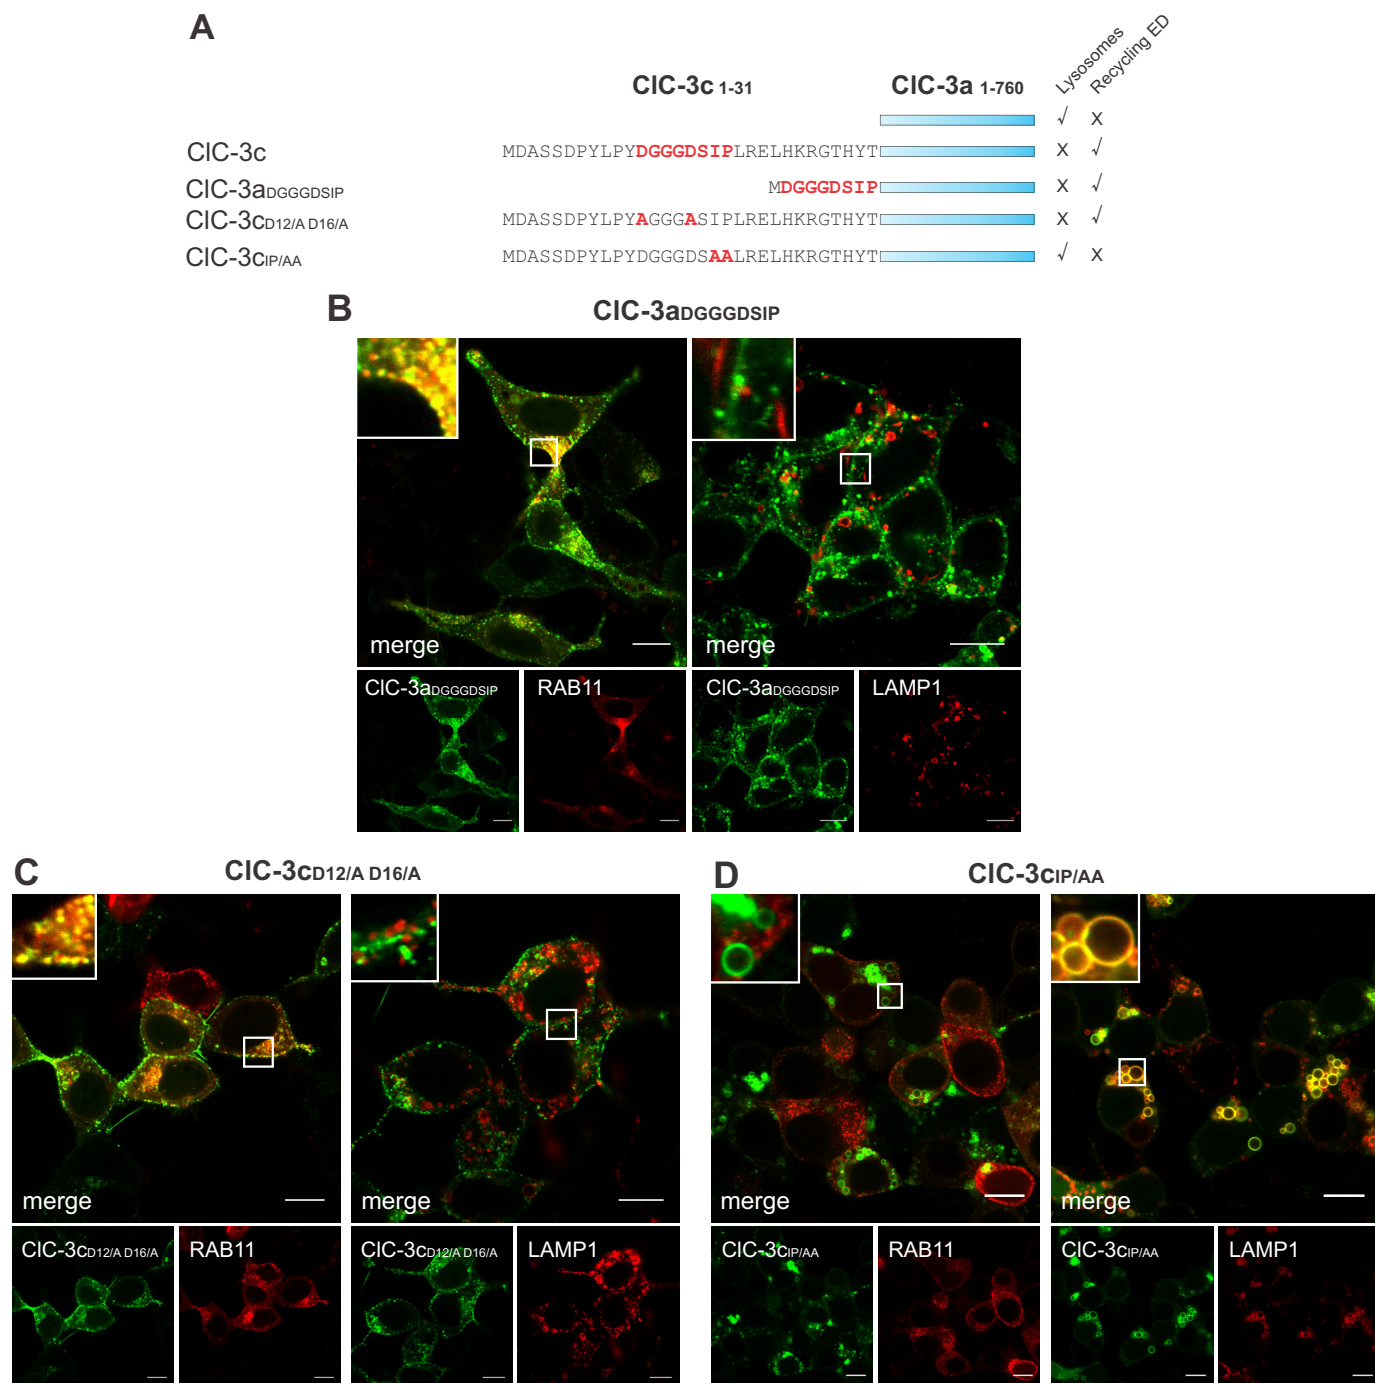 A
Lysosomes
Recycling ED
ClC-3c 1-31
ClC-3a 1-760
√ X
ClC-3c MDASSDPYLPYDGGGDSIPLRELHKRGTHYT X √
ClC-3aDGGGDSIP MDGGGDSIP X √
ClC-3cD12/A D16/A MDASSDPYLPYAGGGASIPLRELHKRGTHYT X √
ClC-3cIP/AA MDASSDPYLPYDGGGDSAALRELHKRGTHYT √ X
B
ClC-3aDGGGDSIP
merge
merge
ClC-3aDGGGDSIP
RAB11
ClC-3aDGGGDSIP
LAMP1
C
ClC-3cD12/A D16/A
merge
merge
ClC-3cD12/A D16/A
RAB11
ClC-3cD12/A D16/A
LAMP1
D
ClC-3cIP/AA
merge
merge
ClC-3cIP/AA
RAB11
ClC-3cIP/AA
LAMP1